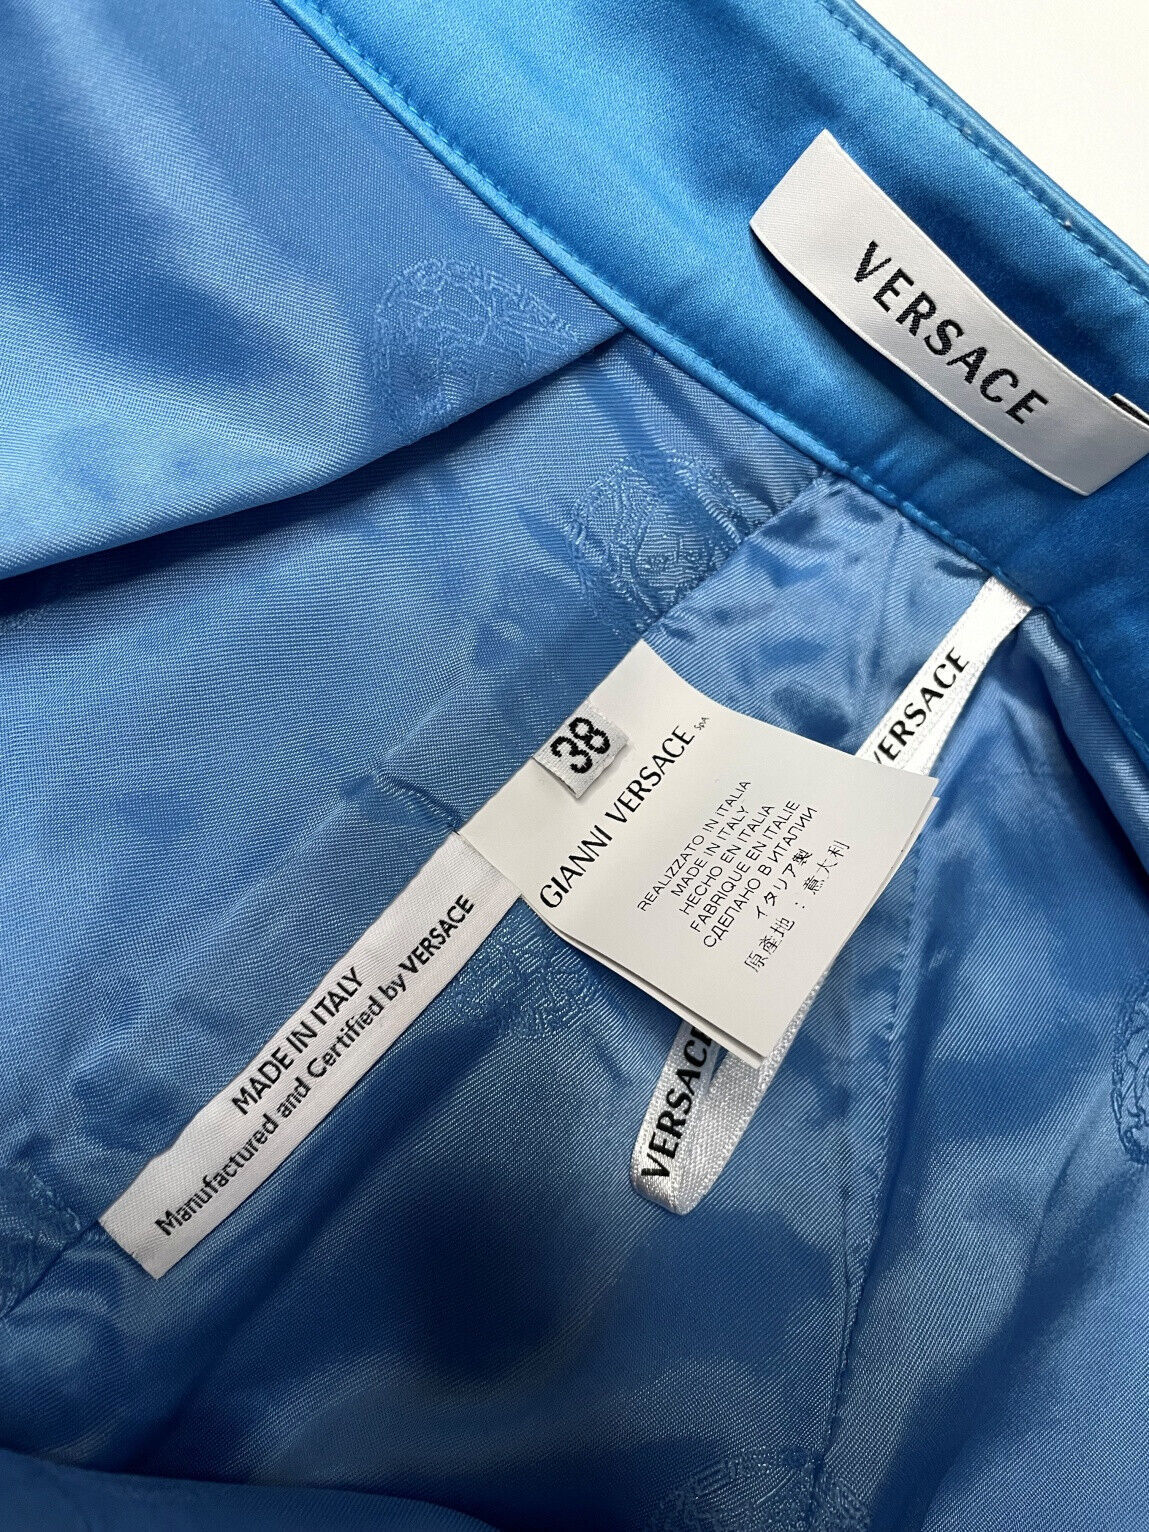 VERSACE
VERSACE
38
GIANNI VERSACE SpA
REALIZZATO IN ITALIA
MADE IN ITALY
HECHO EN ITALIA
FABRIQUE EN ITALIE
СДЕЛАНО В ИТАЛИИ
イタリア製
原產地：意大利
MADE IN ITALY
Manufactured and Certified by VERSACE
VERSACE